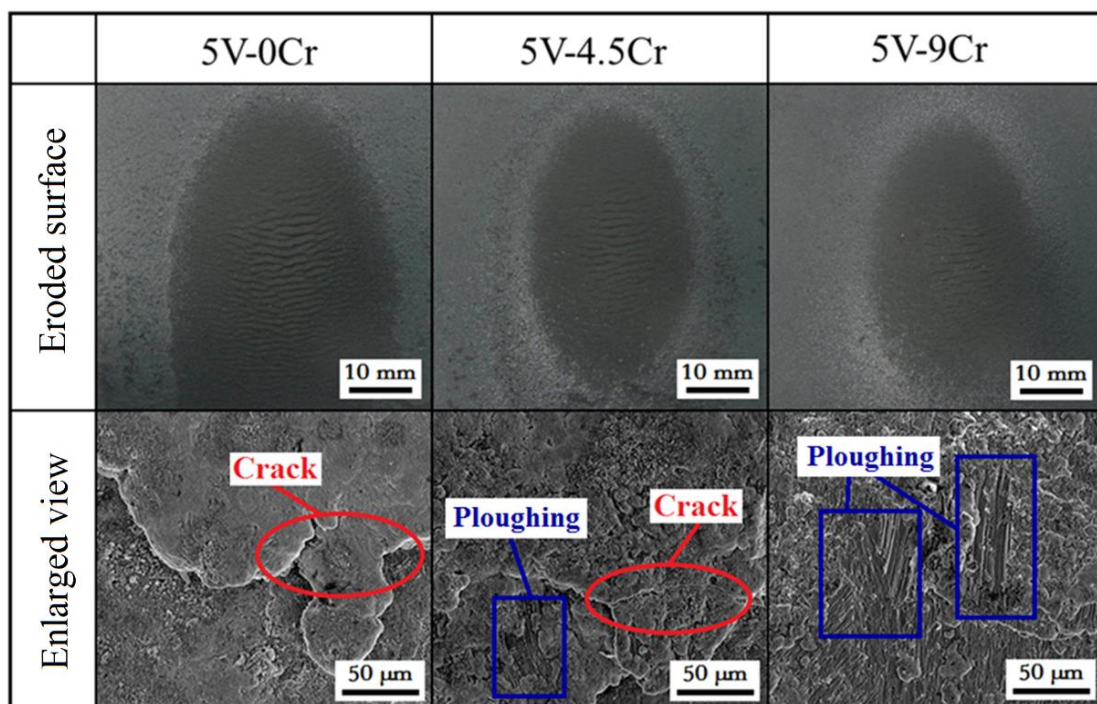 5V-0Cr
5V-4.5Cr
5V-9Cr
Eroded surface
10 mm
10 mm
10 mm
Enlarged view
Crack
50 μm
Ploughing
Crack
50 μm
Ploughing
50 μm